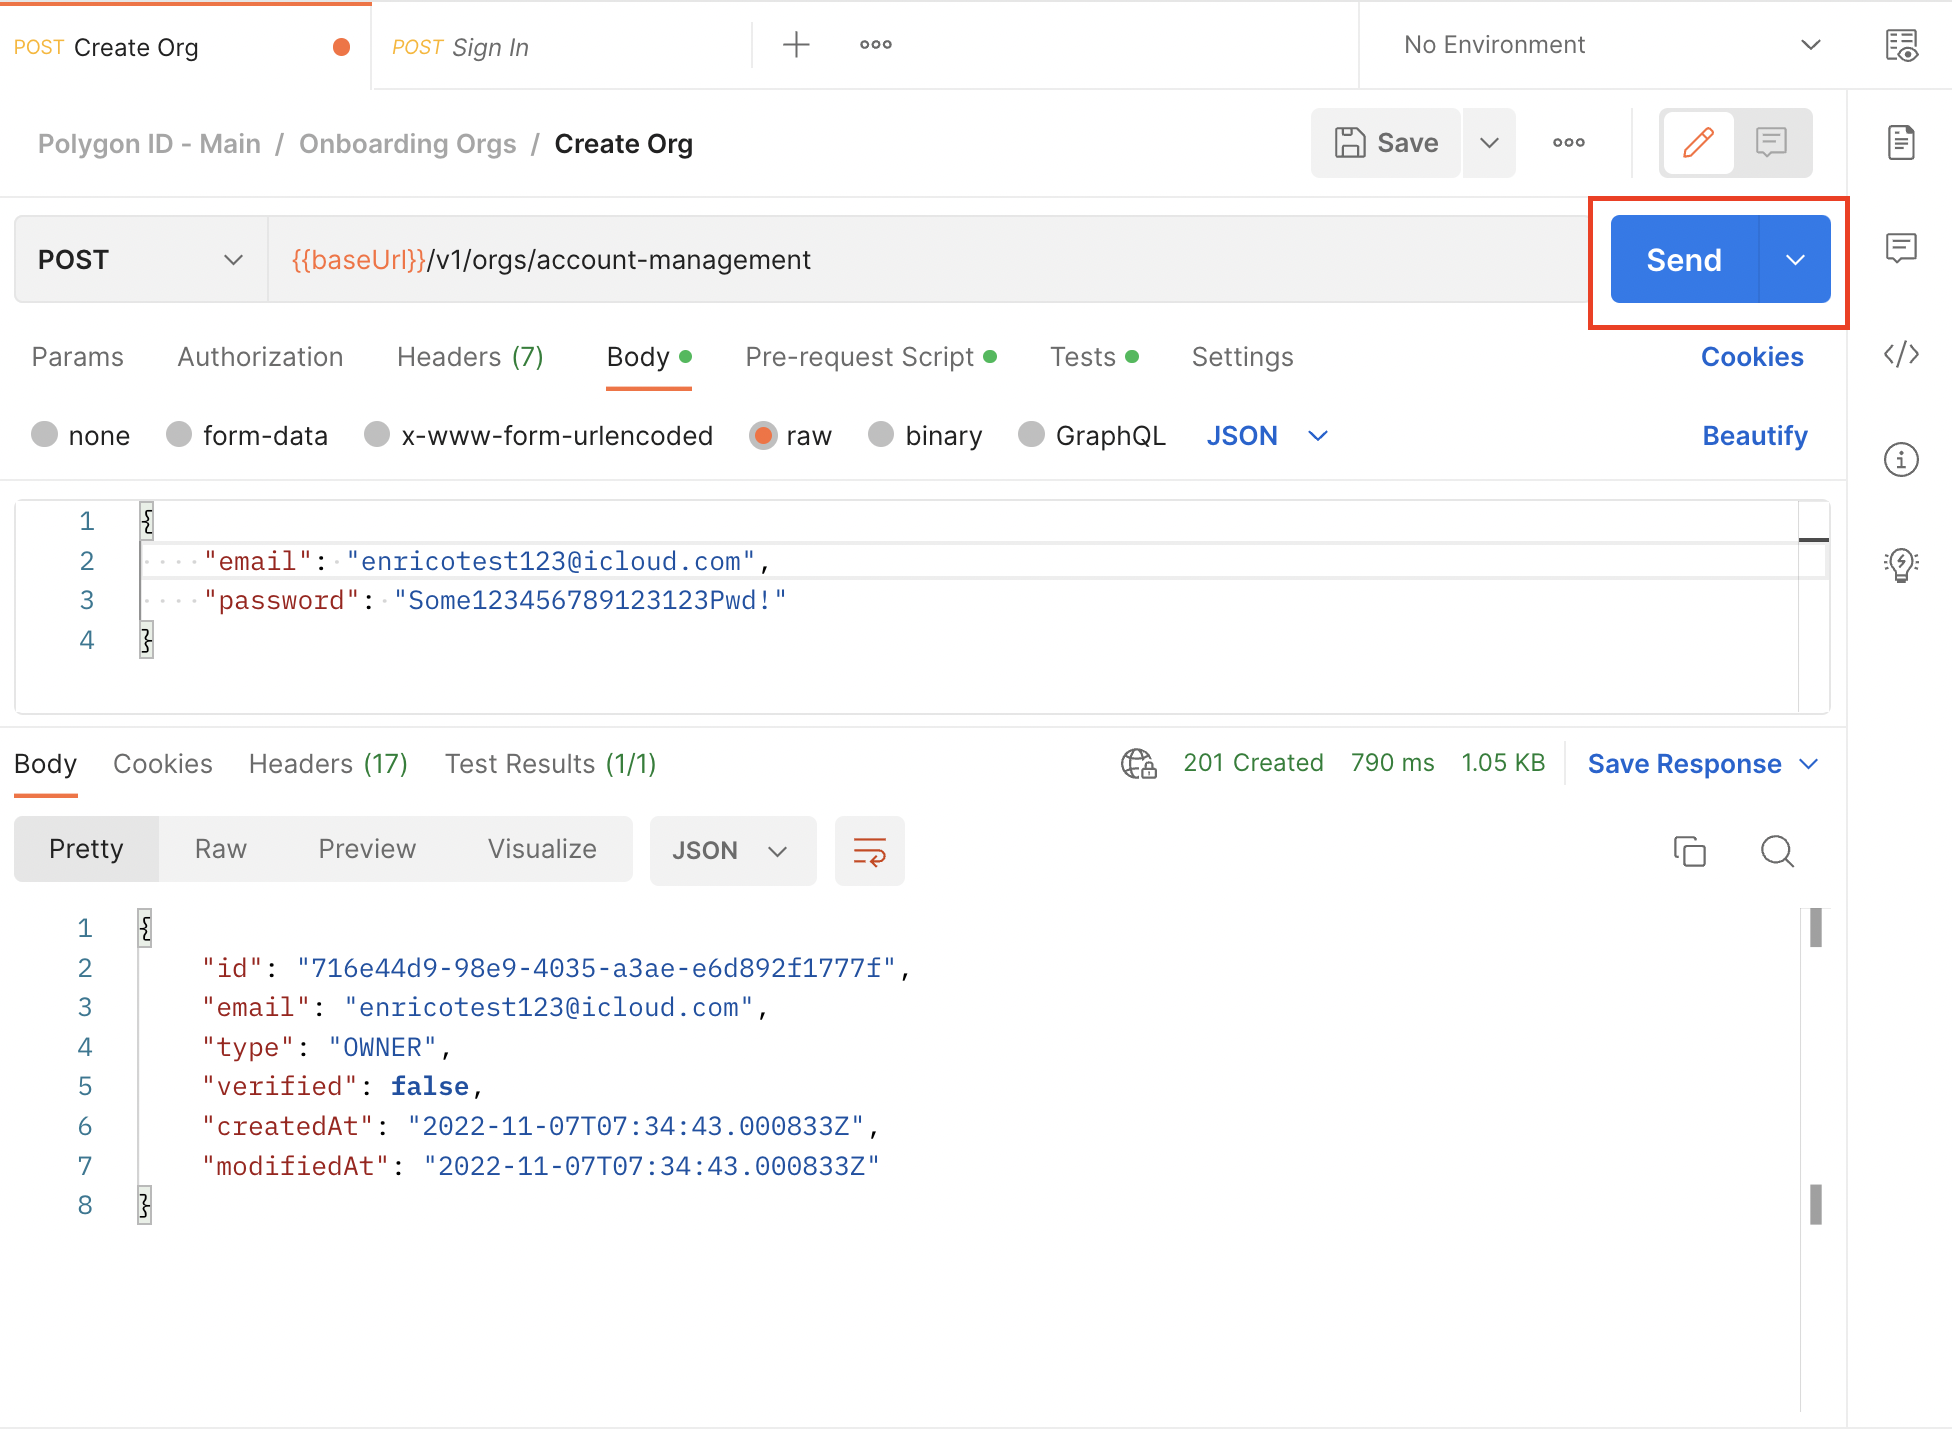 POST Create Org POST Sign In No Environment
Polygon ID - Main / Onboarding Orgs / Create Org Save
POST {{baseUrl}}/v1/orgs/account-management Send
Params Authorization Headers (7) Body Pre-request Script Tests Settings Cookies
none form-data x-www-form-urlencoded raw binary GraphQL JSON Beautify
1 {
2 "email": "enricotest123@icloud.com",
3 "password": "Some123456789123123Pwd!"
4 }
Body Cookies Headers (17) Test Results (1/1) 201 Created 790 ms 1.05 KB Save Response
Pretty Raw Preview Visualize JSON
1 {
2 "id": "716e44d9-98e9-4035-a3ae-e6d892f1777f",
3 "email": "enricotest123@icloud.com",
4 "type": "OWNER",
5 "verified": false,
6 "createdAt": "2022-11-07T07:34:43.000833Z",
7 "modifiedAt": "2022-11-07T07:34:43.000833Z"
8 }